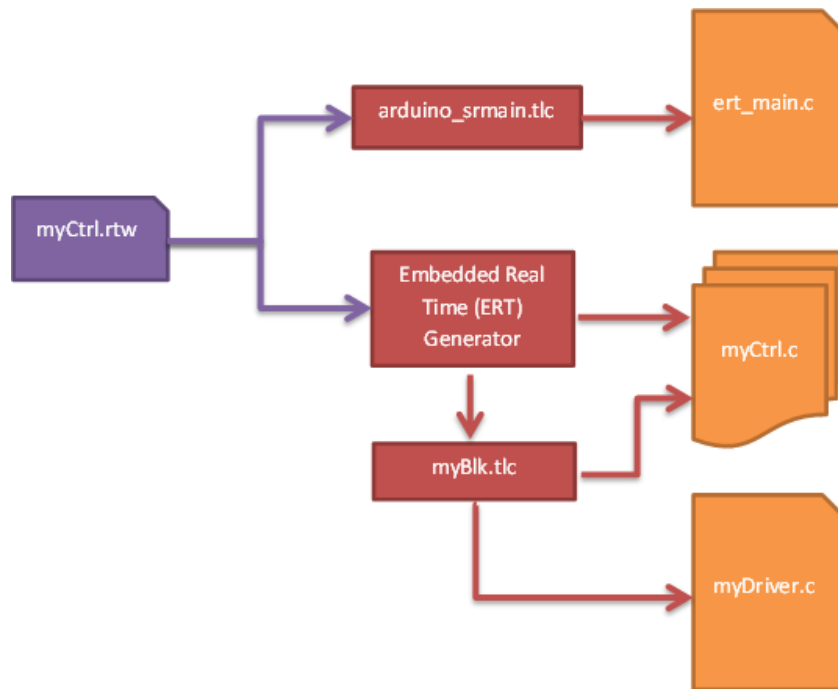 arduino_srmain.tlc
ert_main.c
myCtrl.rtw
Embedded Real
Time (ERT)
Generator
myCtrl.c
myBlk.tlc
myDriver.c